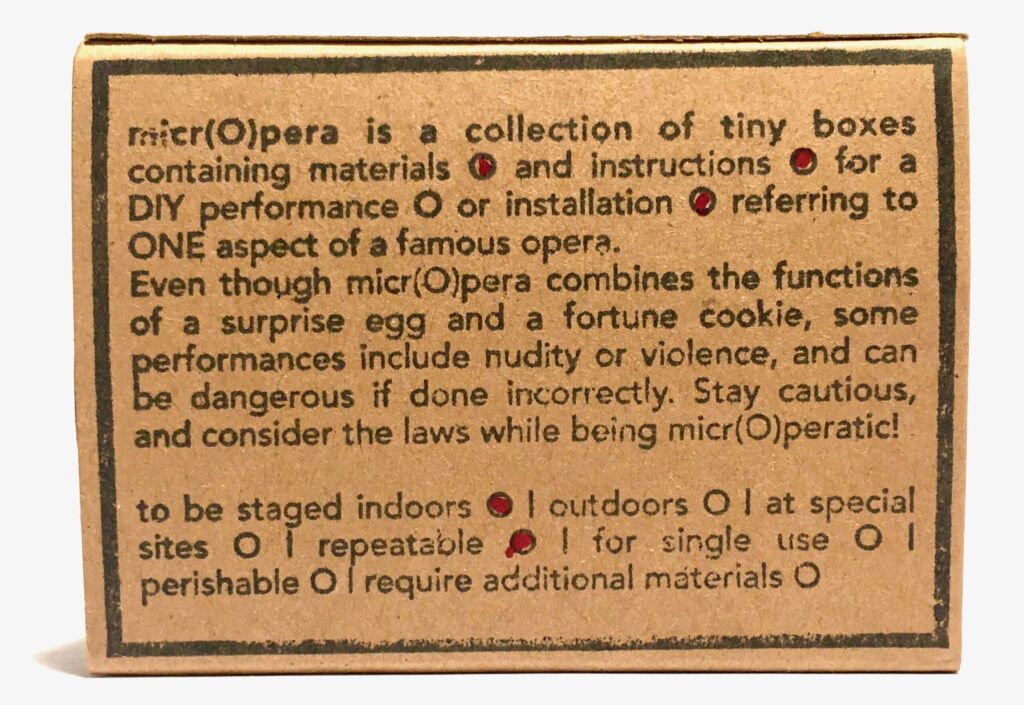 micr(O)pera is a collection of tiny boxes
containing materials O and instructions O for a
DIY performance O or installation O referring to
ONE aspect of a famous opera.
Even though micr(O)pera combines the functions
of a surprise egg and a fortune cookie, some
performances include nudity or violence, and can
be dangerous if done incorrectly. Stay cautious,
and consider the laws while being micr(O)peratic!
to be staged indoors O | outdoors O | at special
sites O | repeatable O | for single use O |
perishable O | require additional materials O